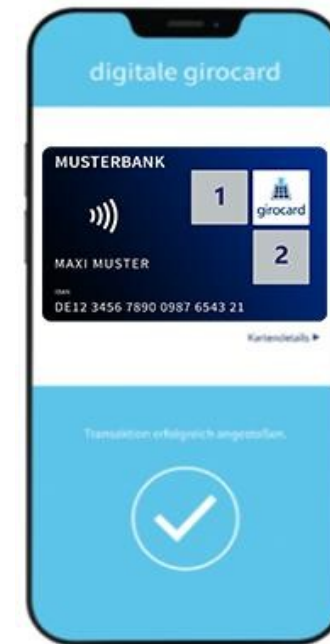 digitale girocard
MUSTERBANK
1
girocard
2
MAXI MUSTER
IBAN
DE12 3456 7890 0987 6543 21
Kartendetails ▶
Transaktion erfolgreich angestoßen.